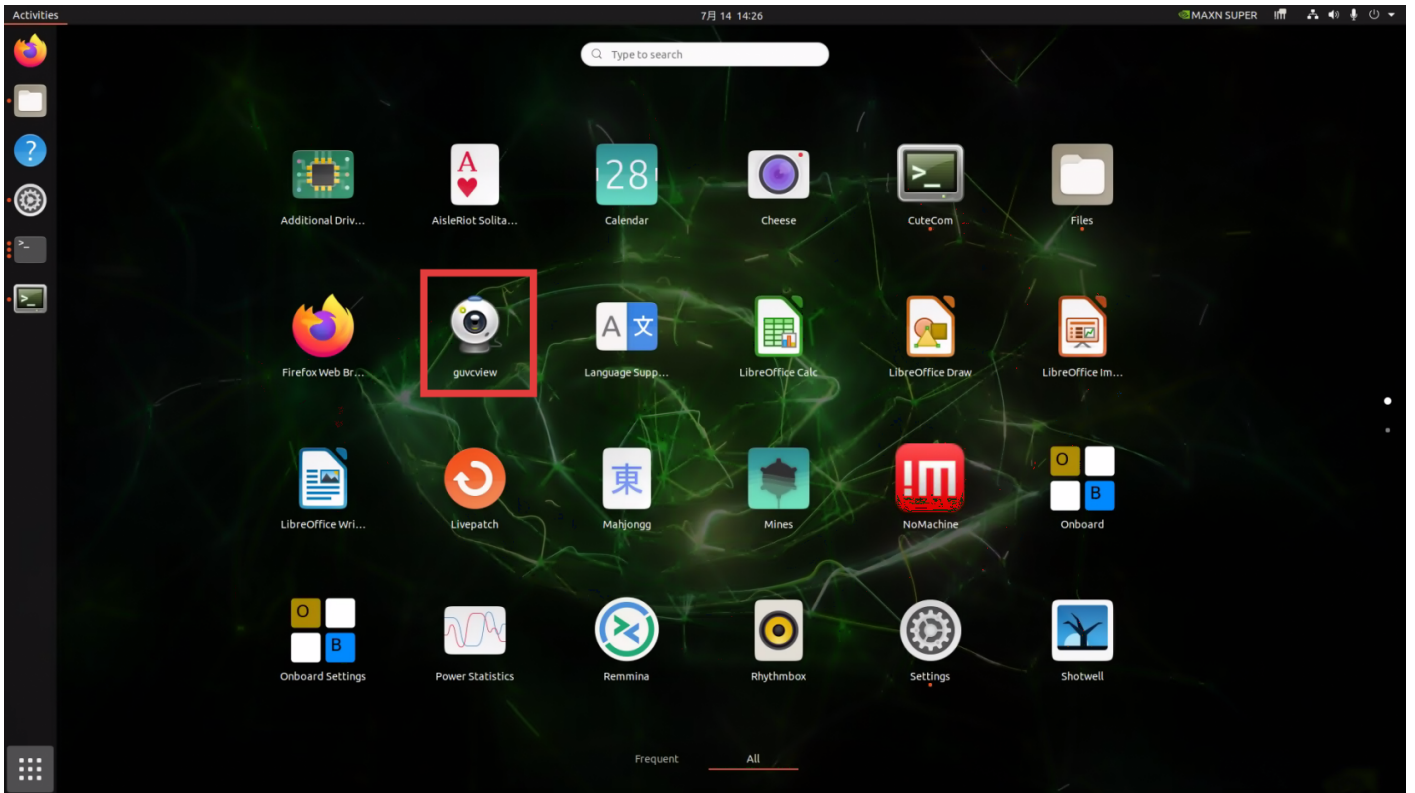 Activities
7月 14 14:26
MAXN SUPER
Type to search
A
28
>_
Additional Driv...
AisleRiot Solita...
Calendar
Cheese
CuteCom
Files
?
>_
>_
A 文
Firefox Web Br...
guvcview
Language Supp...
LibreOffice Calc
LibreOffice Draw
LibreOffice Im...
東
!m
O
B
LibreOffice Wri...
Livepatch
Mahjongg
Mines
NoMachine
Onboard
O
B
Onboard Settings
Power Statistics
Remmina
Rhythmbox
Settings
Shotwell
Frequent
All